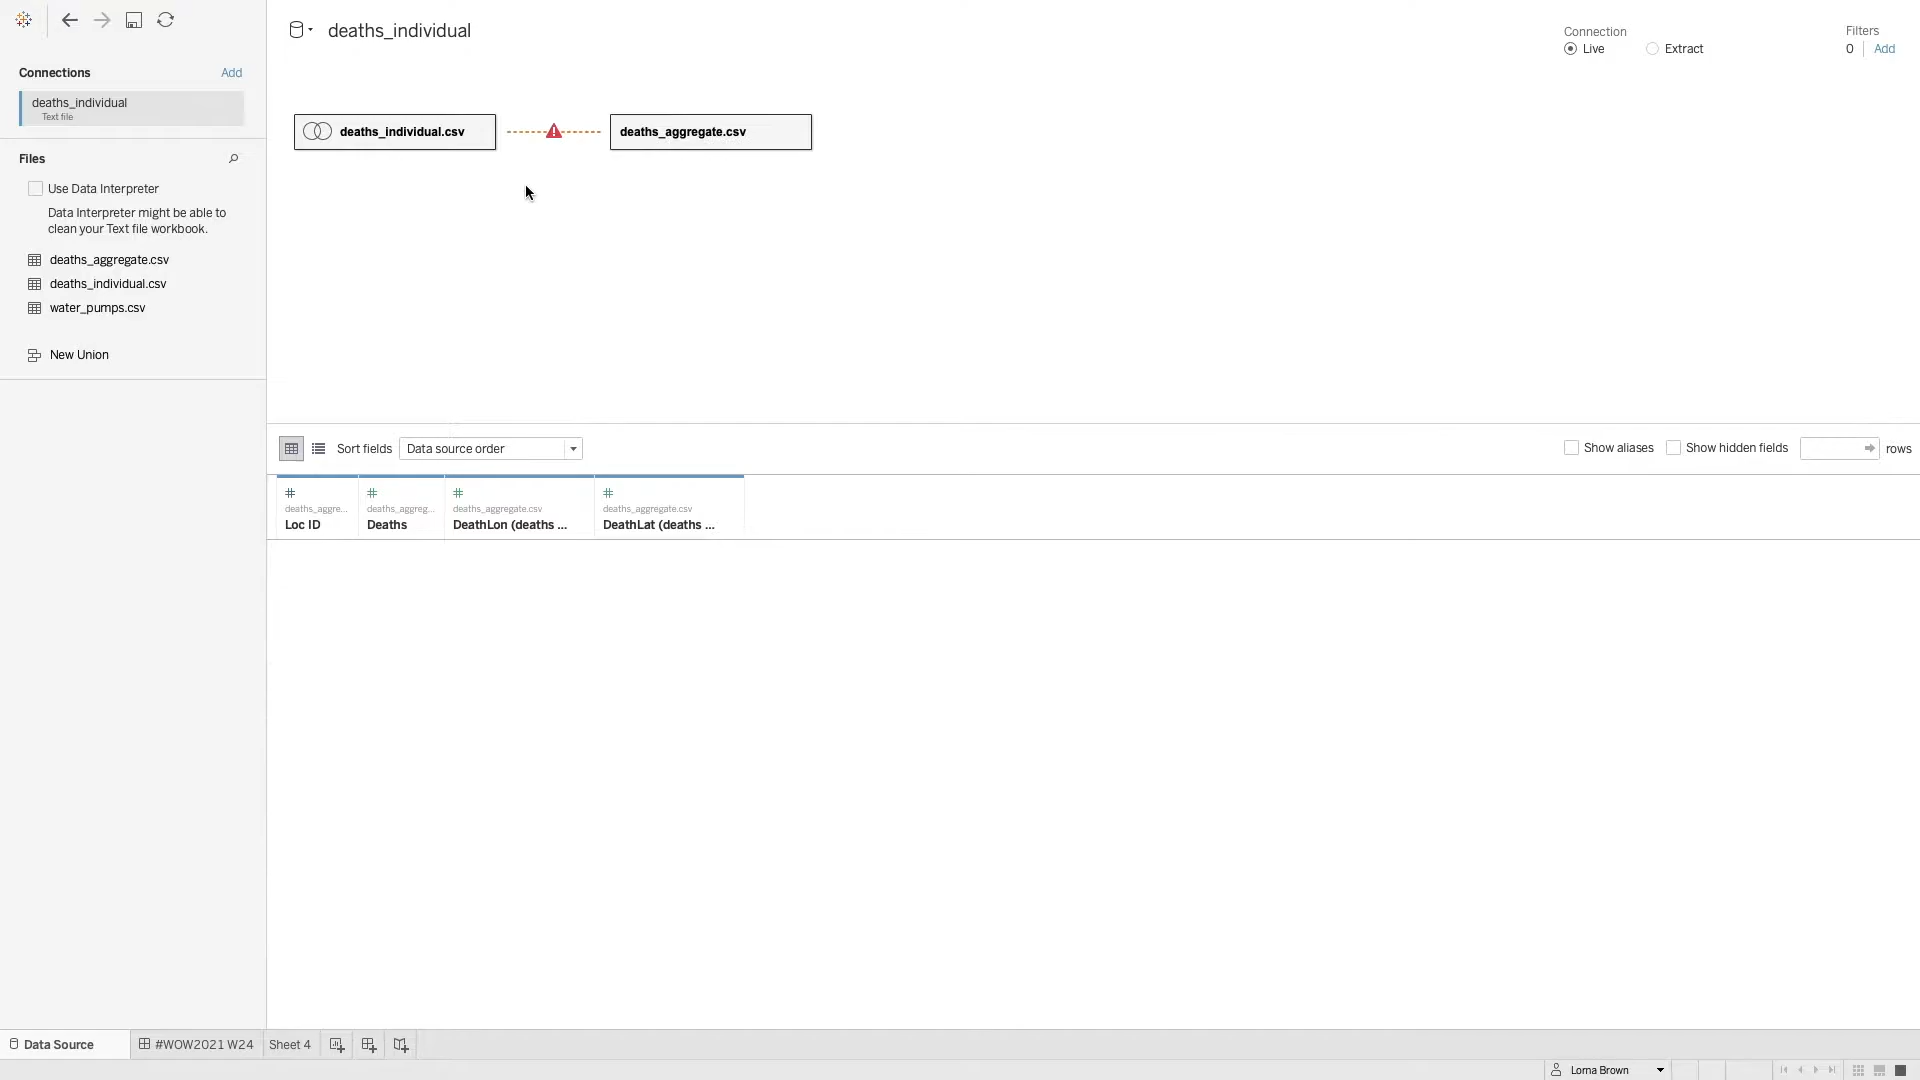 deaths_individual
Connection
Live
Extract
Filters
0
Add
Connections
Add
deaths_individual
Text file
deaths_individual.csv
deaths_aggregate.csv
Files
Use Data Interpreter
Data Interpreter might be able to
clean your Text file workbook.
deaths_aggregate.csv
deaths_individual.csv
water_pumps.csv
New Union
Sort fields
Data source order
Show aliases
Show hidden fields
rows
deaths_aggre...
Loc ID
deaths_aggreg...
Deaths
deaths_aggregate.csv
DeathLon (deaths ...
deaths_aggregate.csv
DeathLat (deaths ...
Data Source
#WOW2021 W24
Sheet 4
Lorna Brown